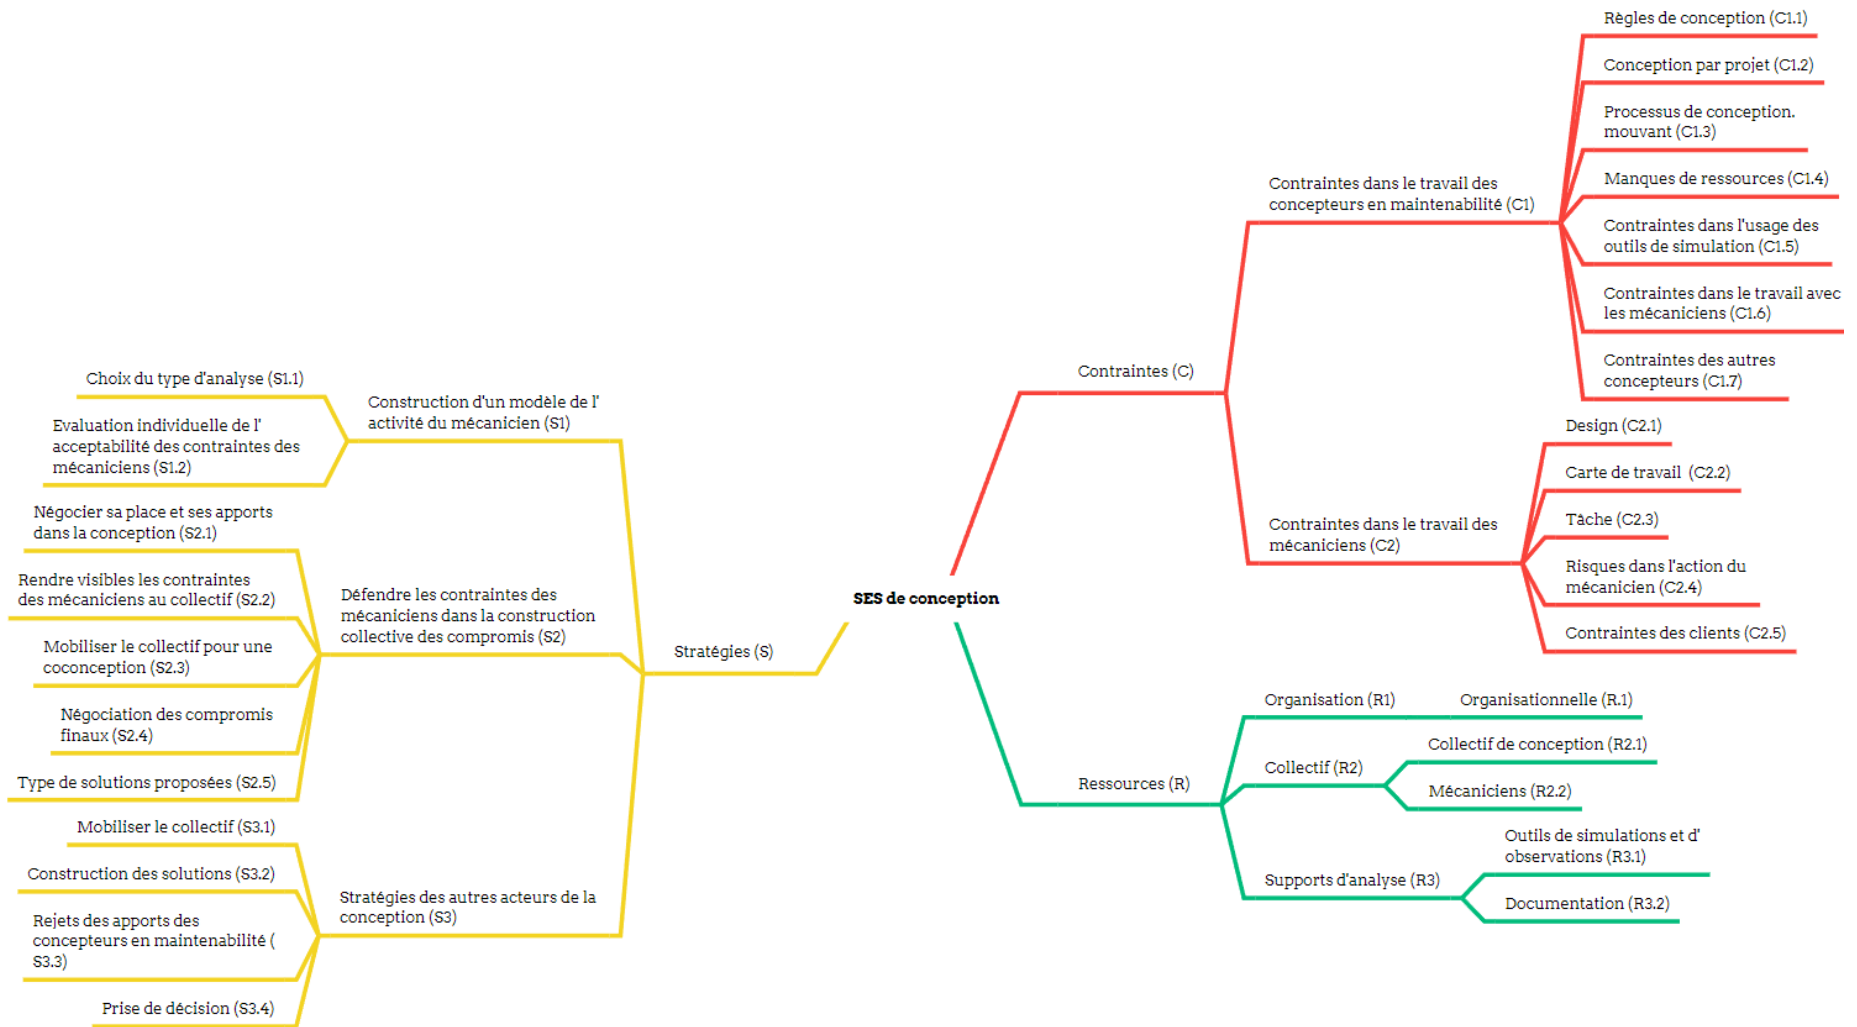 SES de conception
Contraintes (C)
Contraintes dans le travail des
concepteurs en maintenabilité (C1)
Règles de conception (C1.1)
Conception par projet (C1.2)
Processus de conception.
mouvant (C1.3)
Manques de ressources (C1.4)
Contraintes dans l'usage des
outils de simulation (C1.5)
Contraintes dans le travail avec
les mécaniciens (C1.6)
Contraintes des autres
concepteurs (C1.7)
Contraintes dans le travail des
mécaniciens (C2)
Design (C2.1)
Carte de travail (C2.2)
Tâche (C2.3)
Risques dans l'action du
mécanicien (C2.4)
Contraintes des clients (C2.5)
Ressources (R)
Organisation (R1)
Organisationnelle (R.1)
Collectif (R2)
Collectif de conception (R2.1)
Mécaniciens (R2.2)
Supports d'analyse (R3)
Outils de simulations et d'
observations (R3.1)
Documentation (R3.2)
Stratégies (S)
Construction d'un modèle de l'
activité du mécanicien (S1)
Choix du type d'analyse (S1.1)
Evaluation individuelle de l'
acceptabilité des contraintes des
mécaniciens (S1.2)
Défendre les contraintes des
mécaniciens dans la construction
collective des compromis (S2)
Négocier sa place et ses apports
dans la conception (S2.1)
Rendre visibles les contraintes
des mécaniciens au collectif (S2.2)
Mobiliser le collectif pour une
coconception (S2.3)
Négociation des compromis
finaux (S2.4)
Type de solutions proposées (S2.5)
Stratégies des autres acteurs de la
conception (S3)
Mobiliser le collectif (S3.1)
Construction des solutions (S3.2)
Rejets des apports des
concepteurs en maintenabilité (
S3.3)
Prise de décision (S3.4)